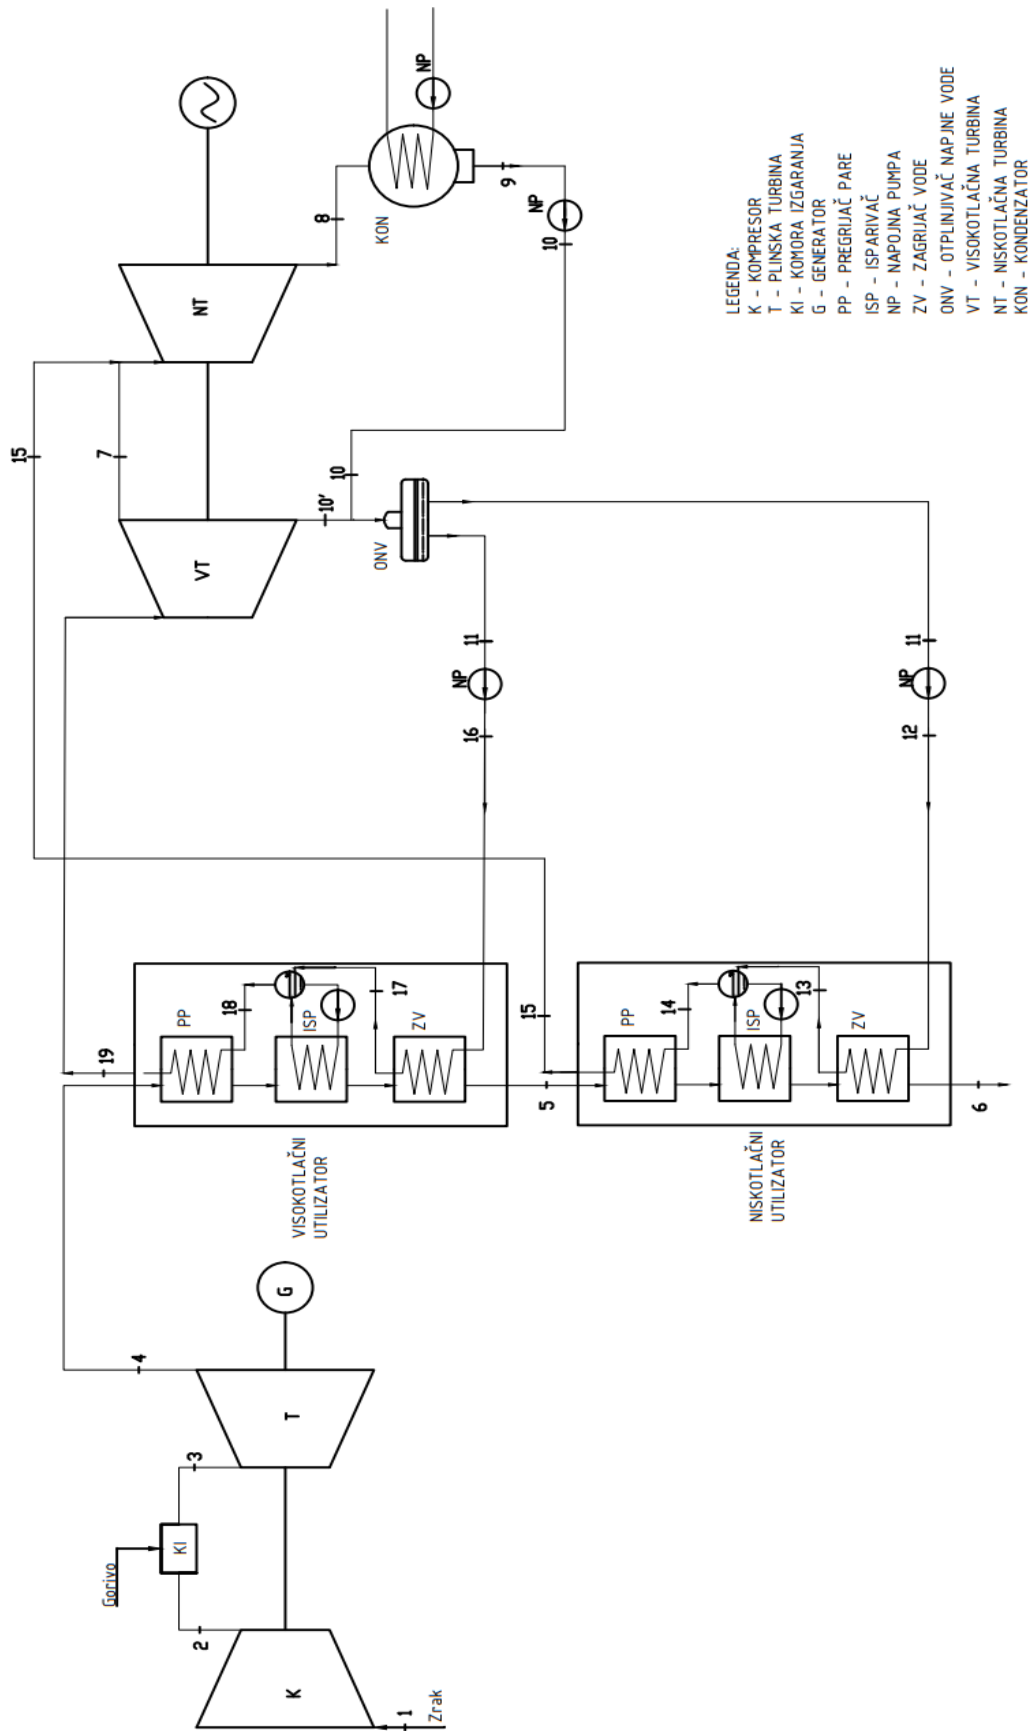 Zrak
1
K
2
Gorivo
KI
3
T
4
G
VISOKOTLAČNI
UTILIZATOR
PP
ISP
ZV
19
18
17
5
NISKOTLAČNI
UTILIZATOR
PP
ISP
ZV
15
14
13
6
16
NP
11
12
NP
11
VT
10'
ONV
10
7
15
NT
8
KON
9
NP
10
NP
LEGENDA:
K - KOMPRESOR
T - PLINSKA TURBINA
KI - KOMORA IZGARANJA
G - GENERATOR
PP - PREGRIJAČ PARE
ISP - ISPARIVAČ
NP - NAPOJNA PUMPA
ZV - ZAGRIJAČ VODE
ONV - OTPLINJIVAČ NAPJNE VODE
VT - VISOKOTLAČNA TURBINA
NT - NISKOTLAČNA TURBINA
KON - KONDENZATOR